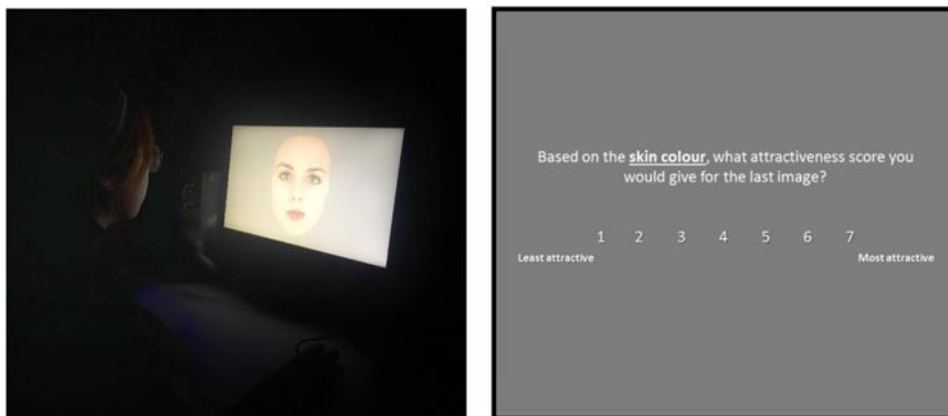 Based on the skin colour, what attractiveness score you
would give for the last image?
1 2 3 4 5 6 7
Least attractive Most attractive